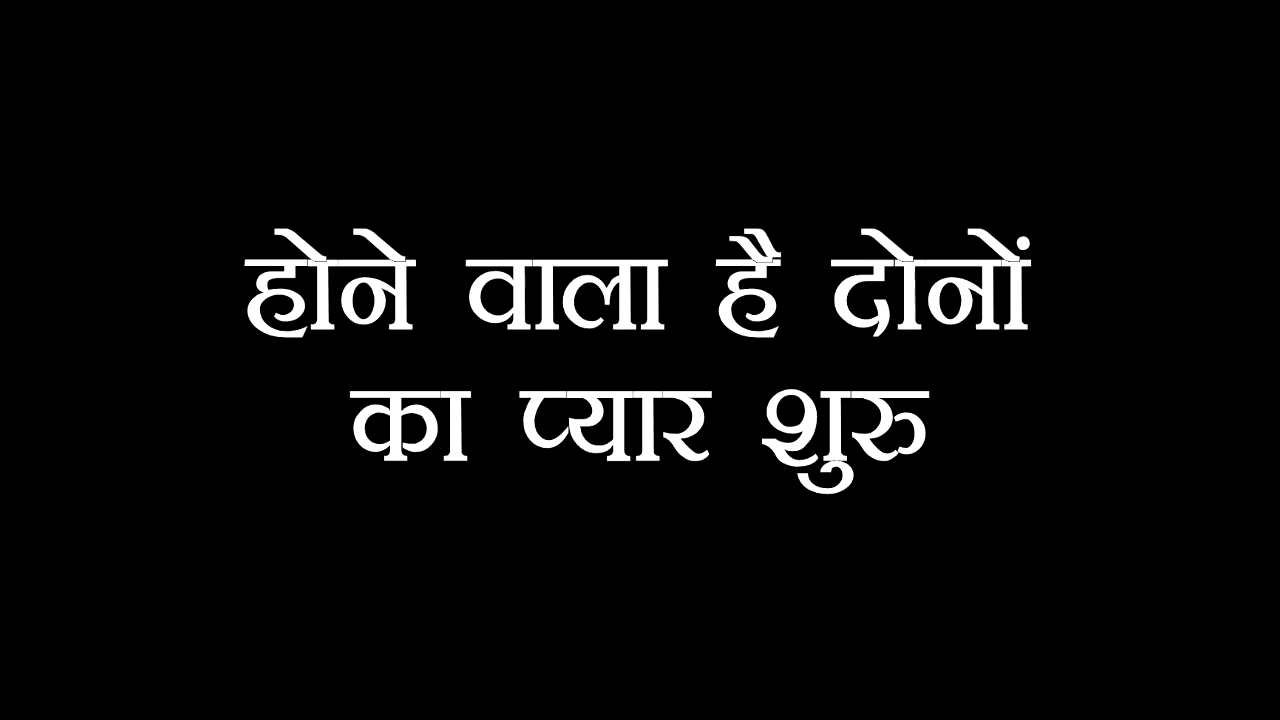 होने वाला है दोनों
का प्यार शुरु